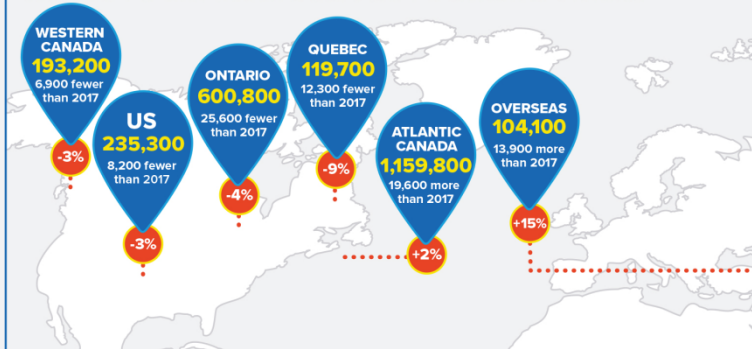 WESTERN
CANADA
193,200
6,900 fewer
than 2017
-3%
US
235,300
8,200 fewer
than 2017
-3%
ONTARIO
600,800
25,600 fewer
than 2017
-4%
QUEBEC
119,700
12,300 fewer
than 2017
-9%
ATLANTIC
CANADA
1,159,800
19,600 more
than 2017
+2%
OVERSEAS
104,100
13,900 more
than 2017
+15%